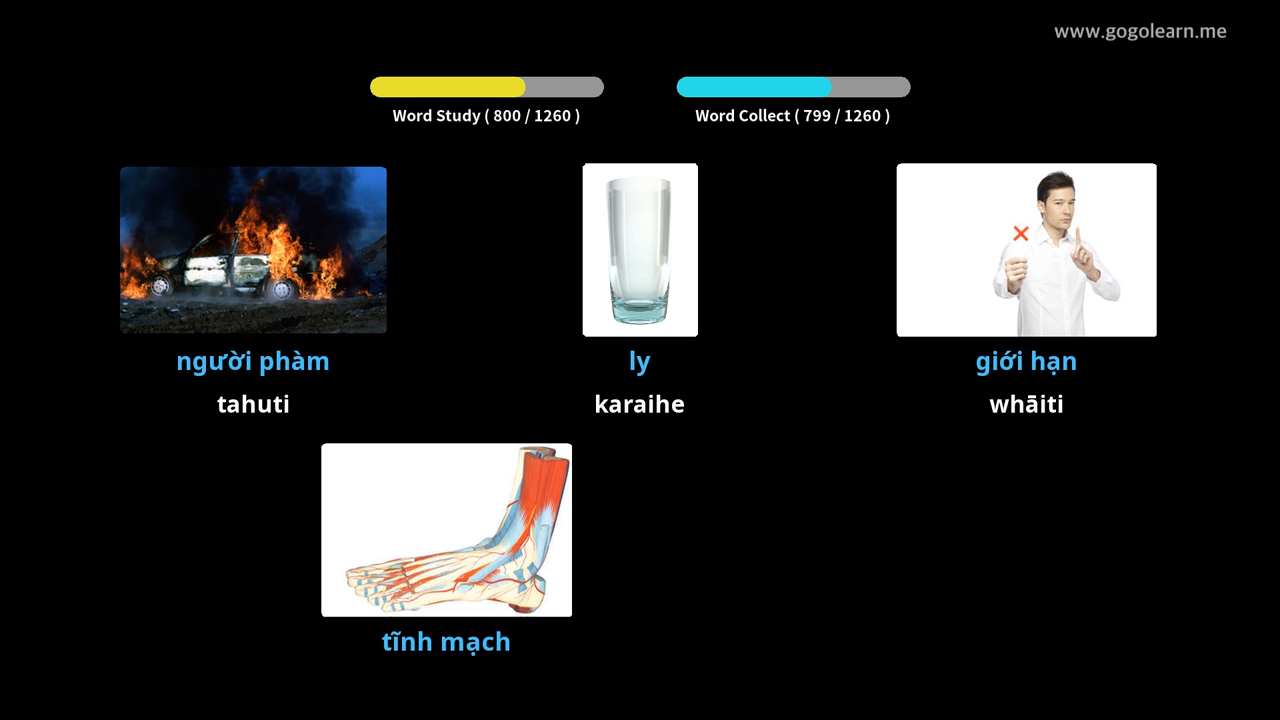 www.gogolearn.me
Word Study ( 800 / 1260 )
Word Collect ( 799 / 1260 )
người phàm
ly
giới hạn
tahuti
karaihe
whāiti
tĩnh mạch